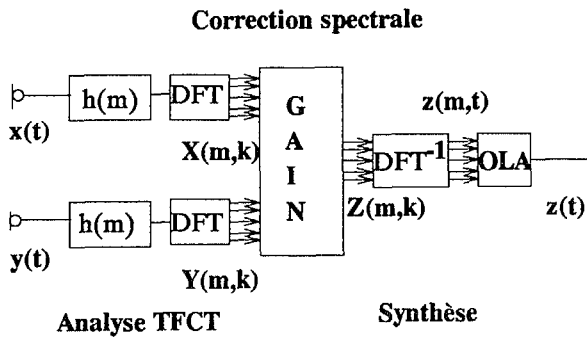 Correction spectrale
h(m)
DFT
x(t)
X(m,k)
G
A
I
N
z(m,t)
DFT-1
OLA
Z(m,k)
z(t)
h(m)
DFT
y(t)
Y(m,k)
Analyse TFCT
Synthèse